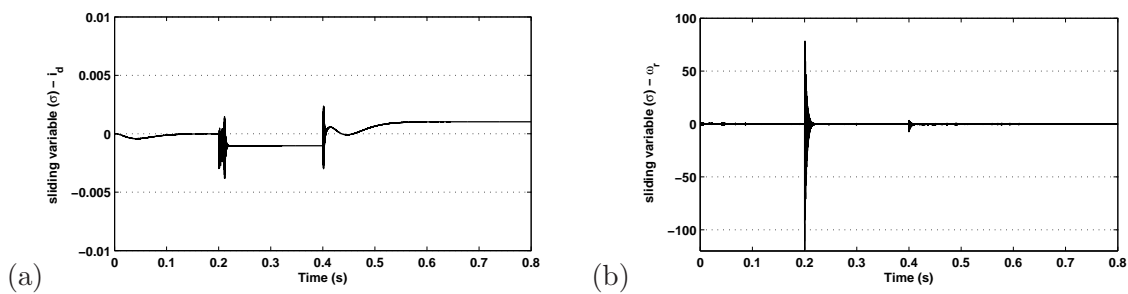 0.01
0.005
0
−0.005
−0.01
sliding variable (σ) − i_d
0 0.1 0.2 0.3 0.4 0.5 0.6 0.7 0.8
Time (s)
(a)
100
50
0
−50
−100
sliding variable (σ) − ω_r
0 0.1 0.2 0.3 0.4 0.5 0.6 0.7 0.8
Time (s)
(b)